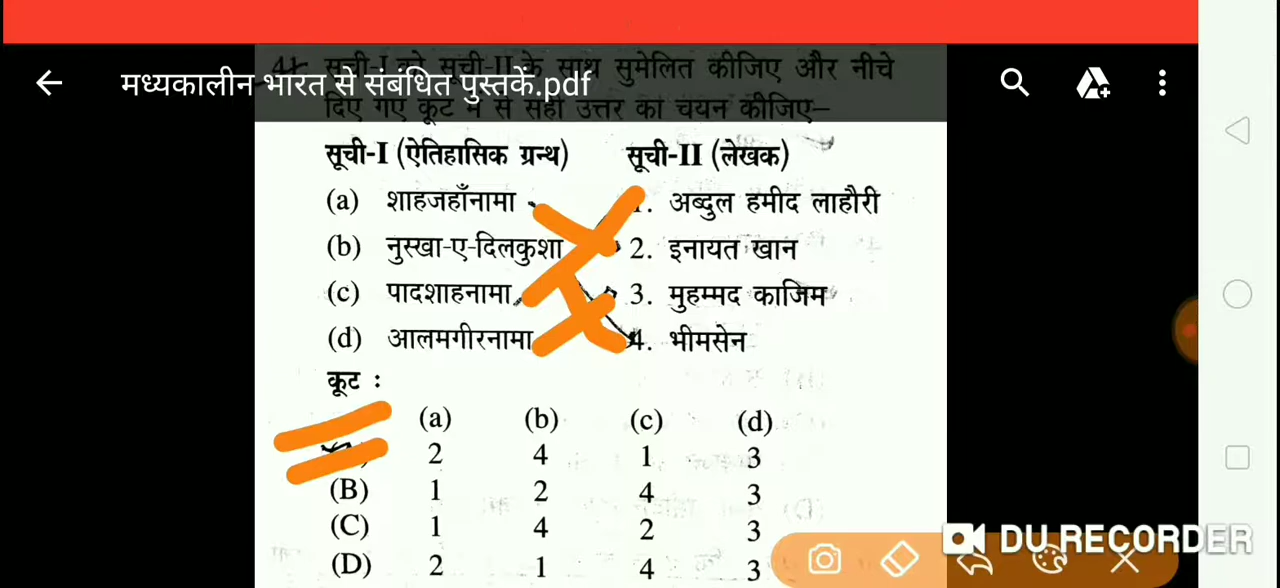 41. सूची-I को सूची-II के साथ सुमेलित कीजिए और नीचे
मध्यकालीन भारत से संबंधित पुस्तकें.pdf
दिए गए कूट में से सही उत्तर का चयन कीजिए–
सूची-I (ऐतिहासिक ग्रन्थ) सूची-II (लेखक)
(a) शाहजहाँनामा 1. अब्दुल हमीद लाहौरी
(b) नुस्खा-ए-दिलकुशा 2. इनायत खान
(c) पादशाहनामा 3. मुहम्मद काजिम
(d) आलमगीरनामा 4. भीमसेन
कूट :
(a) (b) (c) (d)
2 4 1 3
(B) 1 2 4 3
(C) 1 4 2 3
(D) 2 1 4 3
DU RECORDER